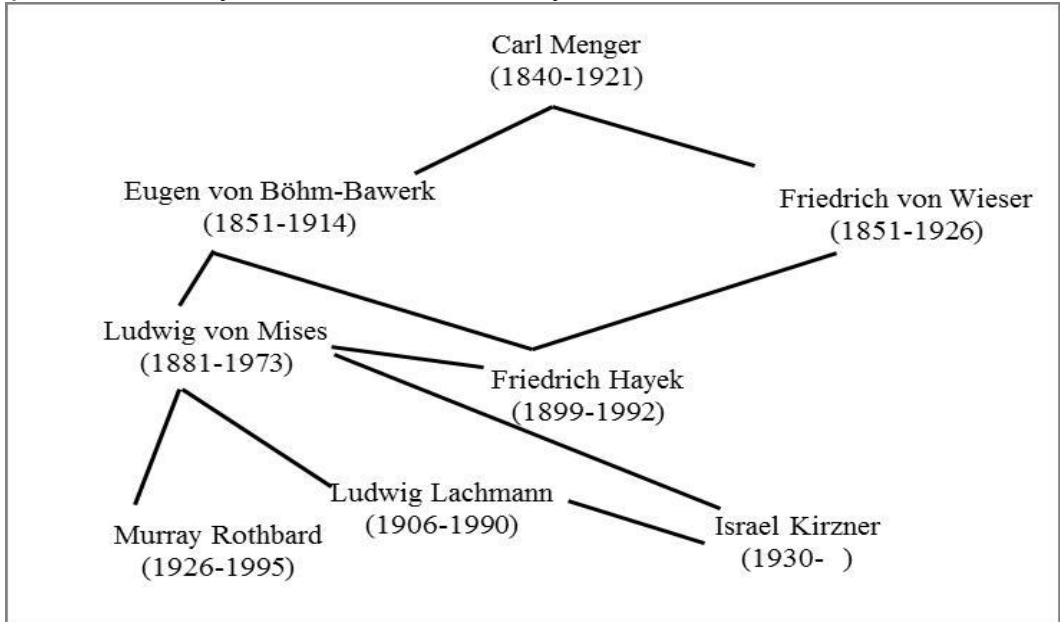 Carl Menger
(1840-1921)
Eugen von Böhm-Bawerk
(1851-1914)
Friedrich von Wieser
(1851-1926)
Ludwig von Mises
(1881-1973)
Friedrich Hayek
(1899-1992)
Ludwig Lachmann
(1906-1990)
Murray Rothbard
(1926-1995)
Israel Kirzner
(1930-  )